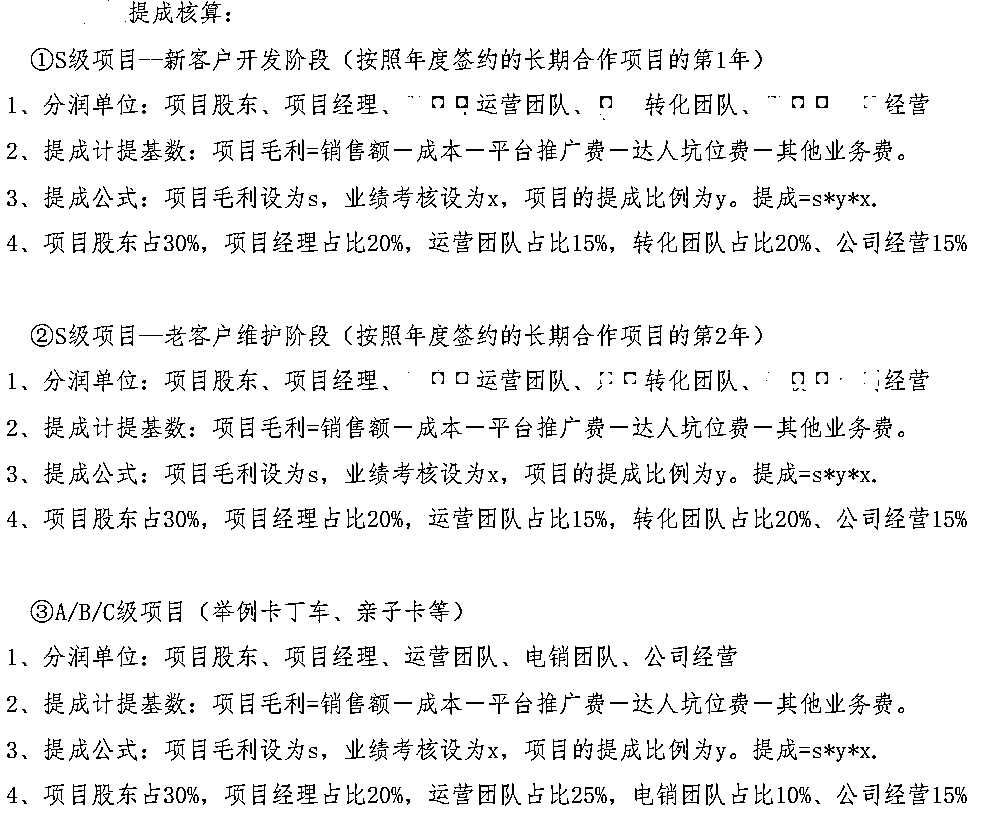 提成核算：
①S级项目--新客户开发阶段（按照年度签约的长期合作项目的第1年）
1、分润单位：项目股东、项目经理、运营团队、转化团队、经营
2、提成计提基数：项目毛利=销售额－成本－平台推广费－达人坑位费－其他业务费。
3、提成公式：项目毛利设为s，业绩考核设为x，项目的提成比例为y。提成=s*y*x.
4、项目股东占30%，项目经理占比20%，运营团队占比15%，转化团队占比20%、公司经营15%
②S级项目—老客户维护阶段（按照年度签约的长期合作项目的第2年）
1、分润单位：项目股东、项目经理、运营团队、转化团队、经营
2、提成计提基数：项目毛利=销售额－成本－平台推广费－达人坑位费－其他业务费。
3、提成公式：项目毛利设为s，业绩考核设为x，项目的提成比例为y。提成=s*y*x.
4、项目股东占30%，项目经理占比20%，运营团队占比15%，转化团队占比20%、公司经营15%
③A/B/C级项目（举例卡丁车、亲子卡等）
1、分润单位：项目股东、项目经理、运营团队、电销团队、公司经营
2、提成计提基数：项目毛利=销售额－成本－平台推广费－达人坑位费－其他业务费。
3、提成公式：项目毛利设为s，业绩考核设为x，项目的提成比例为y。提成=s*y*x.
4、项目股东占30%，项目经理占比20%，运营团队占比25%，电销团队占比10%、公司经营15%